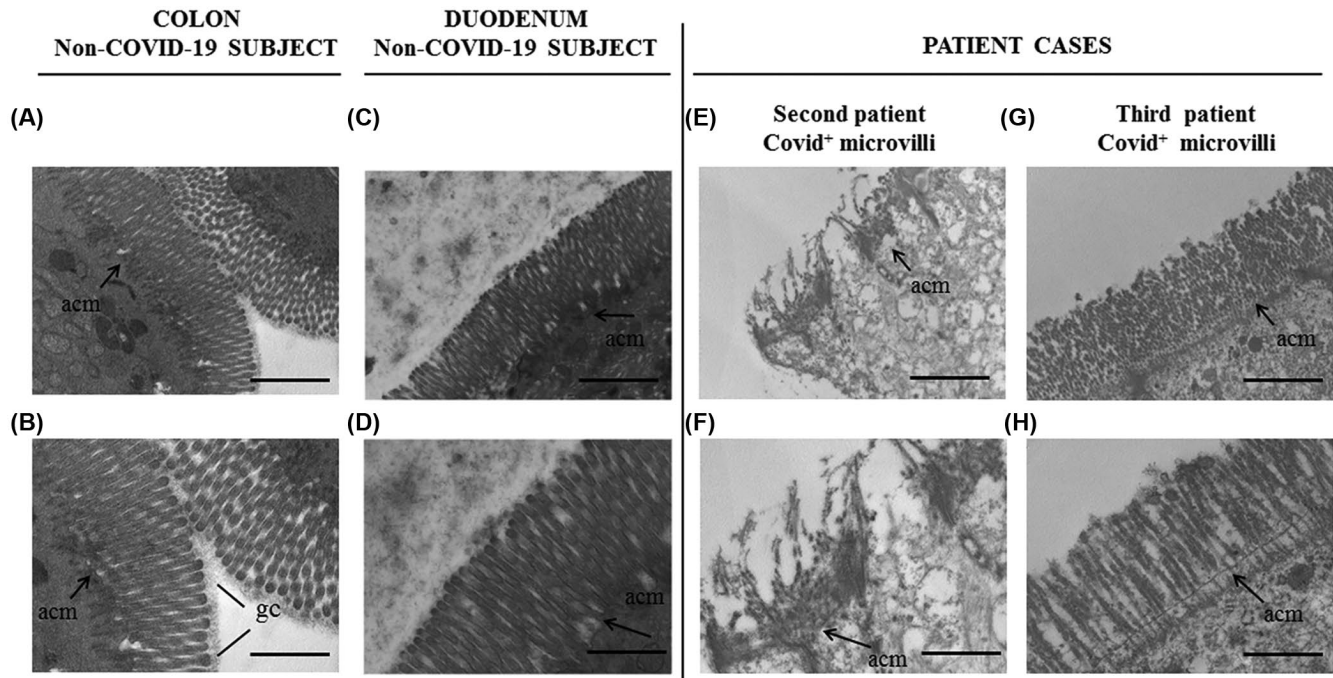 COLON
Non-COVID-19 SUBJECT
DUODENUM
Non-COVID-19 SUBJECT
PATIENT CASES
(A)
(C)
(E)
Second patient
Covid⁺ microvilli
(G)
Third patient
Covid⁺ microvilli
acm
acm
acm
acm
(B)
(D)
(F)
(H)
acm
gc
acm
acm
acm